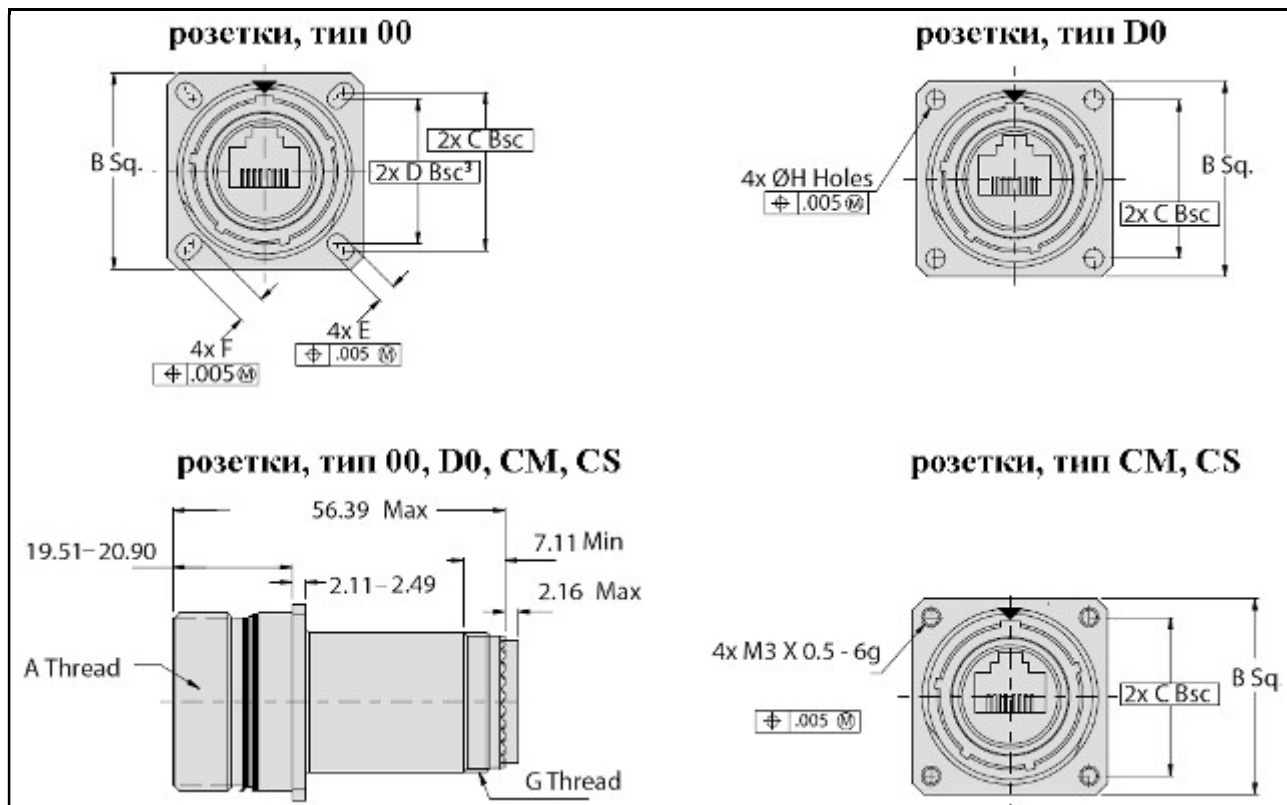 розетки, тип 00
B Sq.
2x C Bsc
2x D Bsc³
4x F
⌖ .005 Ⓜ
4x E
⌖ .005 Ⓜ
розетки, тип D0
4x ØH Holes
⌖ .005 Ⓜ
B Sq.
2x C Bsc
розетки, тип 00, D0, CM, CS
56.39 Max
19.51–20.90
7.11 Min
2.11–2.49
2.16 Max
A Thread
G Thread
розетки, тип CM, CS
4x M3 X 0.5 - 6g
⌖ .005 Ⓜ
2x C Bsc
B Sq.